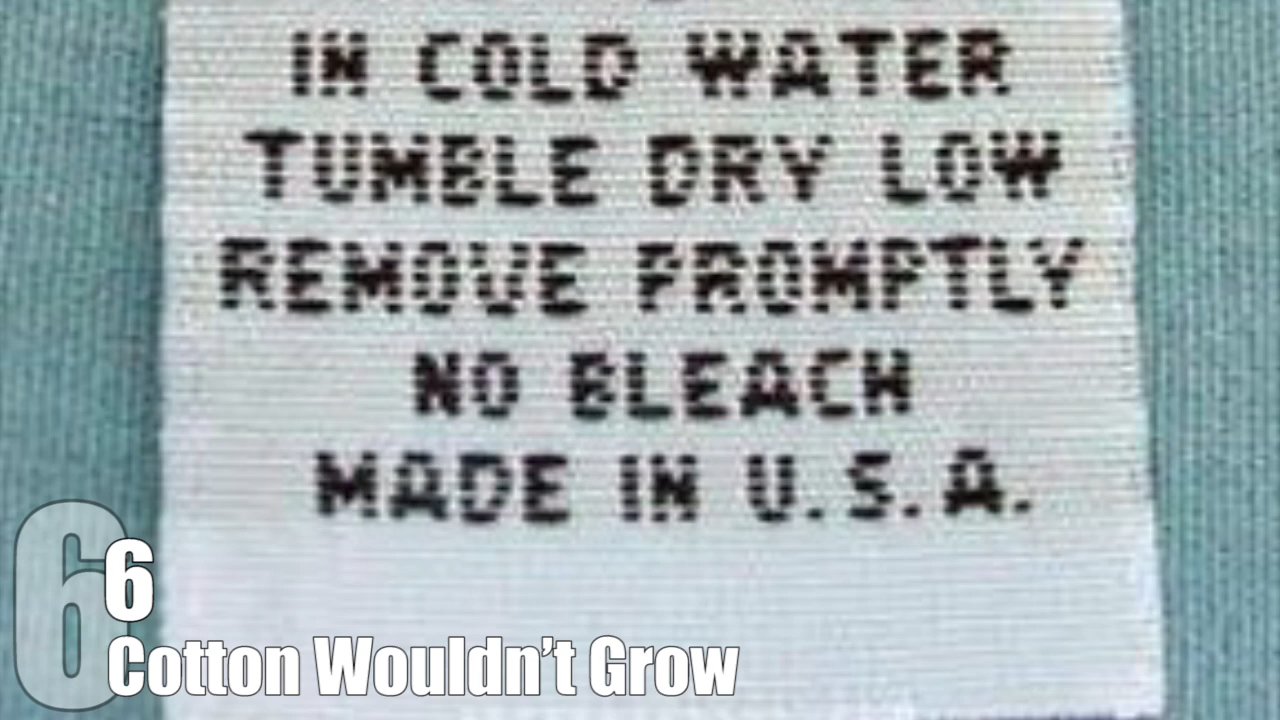 IN COLD WATER
TUMBLE DRY LOW
REMOVE PROMPTLY
NO BLEACH
MADE IN U.S.A.
6
6
Cotton Wouldn't Grow